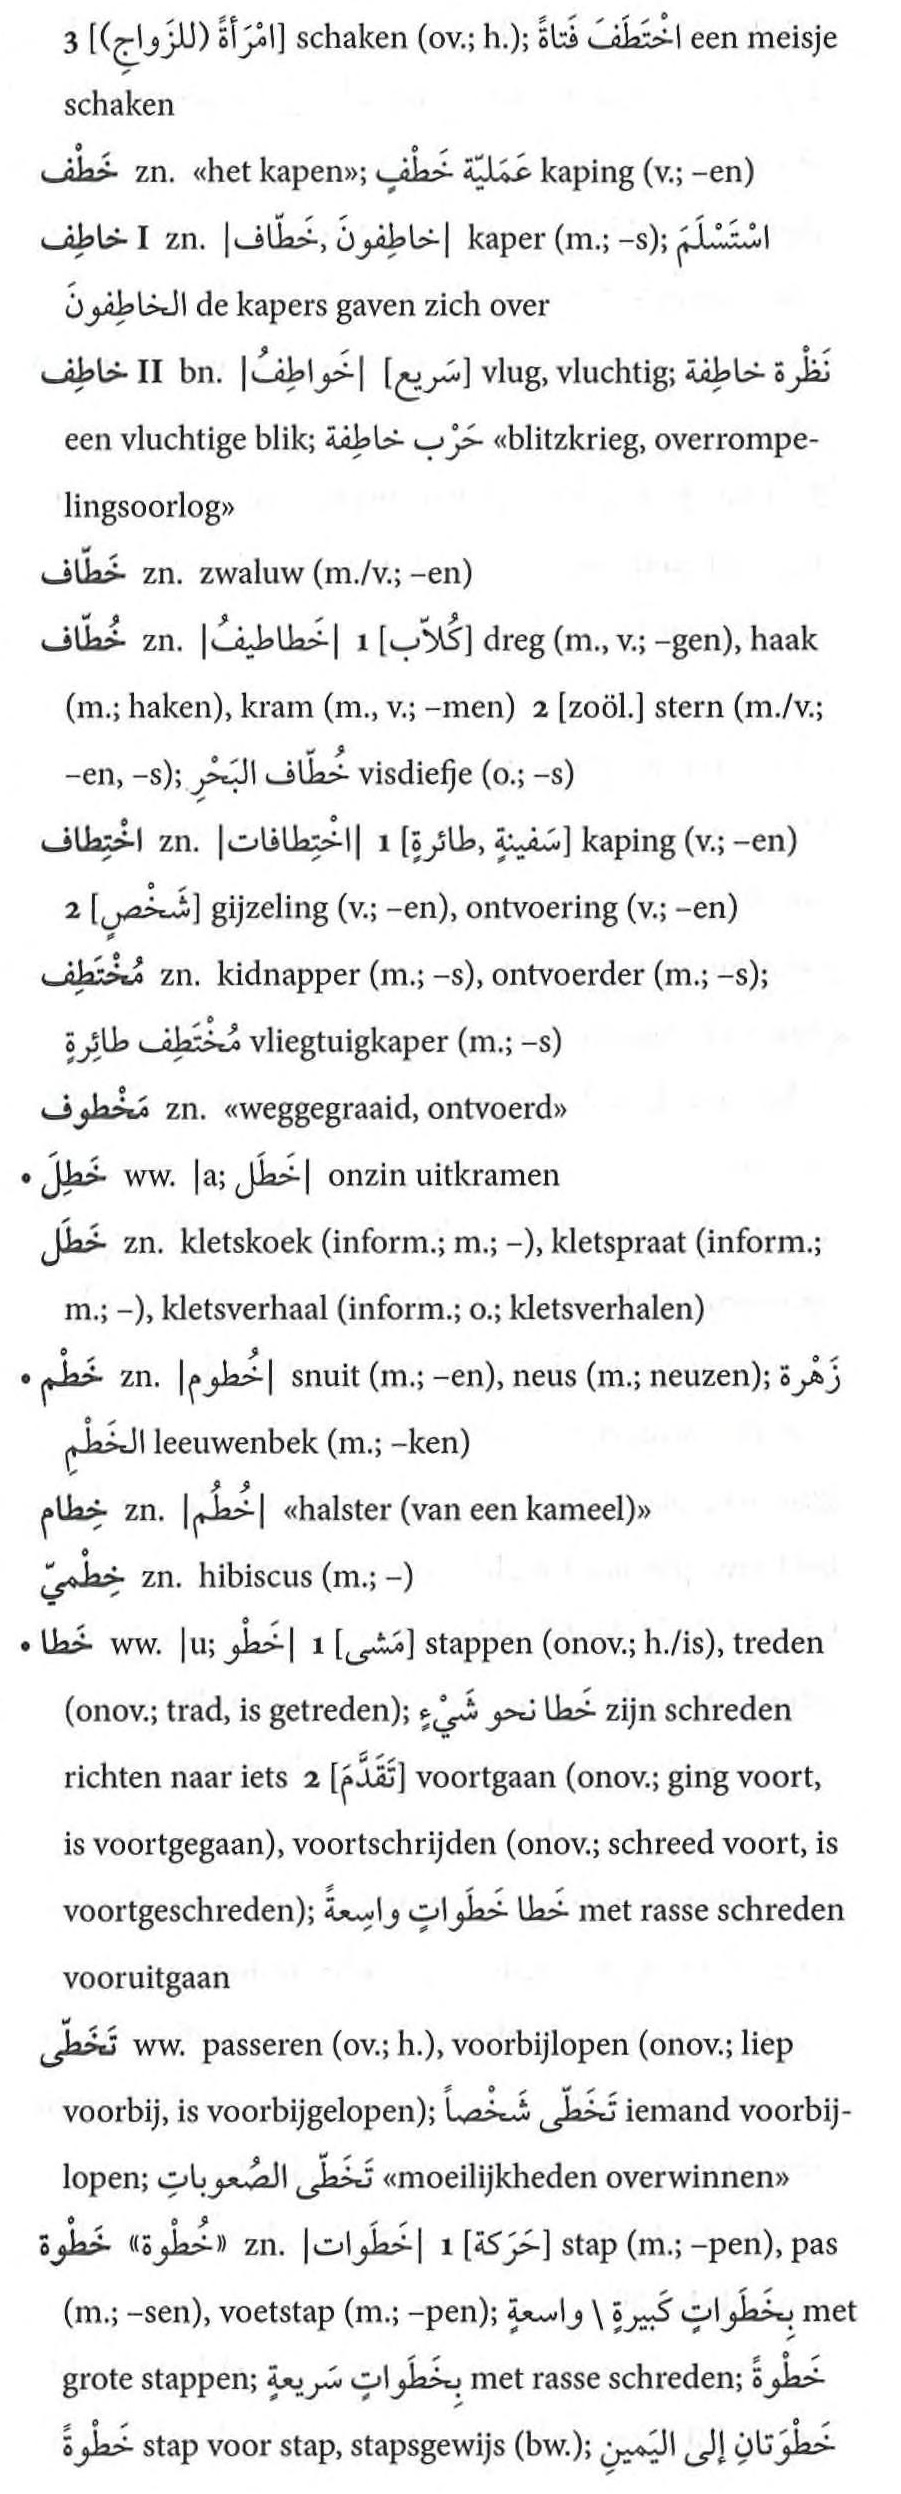 3 [(امْرَأةً (للزَواجِ] schaken (ov.; h.); اخْتَطَفَ فَتاةً een meisje
schaken
خَطْف zn. «het kapen»; عَمَليّة خَطْفٍ kaping (v.; –en)
خاطِف I zn. |خاطِفونَ, خَطّاف| kaper (m.; –s); اسْتَسْلَمَ
الخاطِفونَ de kapers gaven zich over
خاطِف II bn. |خَواطِفُ| [سَريع] vlug, vluchtig; نَظْرة خاطِفة
een vluchtige blik; حَرْب خاطِفة «blitzkrieg, overrompe-
lingsoorlog»
خَطّاف zn. zwaluw (m./v.; –en)
خُطّاف zn. |خَطاطيفُ| 1 [كُلاّب] dreg (m., v.; –gen), haak
(m.; haken), kram (m., v.; –men) 2 [zoöl.] stern (m./v.;
–en, –s); خُطّاف البَحْرِ visdiefje (o.; –s)
اخْتِطاف zn. |اخْتِطافات| 1 [سَفينةٍ, طائرةٍ] kaping (v.; –en)
2 [شَخْصٍ] gijzeling (v.; –en), ontvoering (v.; –en)
مُخْتَطِف zn. kidnapper (m.; –s), ontvoerder (m.; –s);
مُخْتَطِف طائِرةٍ vliegtuigkaper (m.; –s)
مَخْطوف zn. «weggegraaid, ontvoerd»
• خَطِلَ ww. |a; خَطَل| onzin uitkramen
خَطَل zn. kletskoek (inform.; m.; –), kletspraat (inform.;
m.; –), kletsverhaal (inform.; o.; kletsverhalen)
• خَطْم zn. |خُطوم| snuit (m.; –en), neus (m.; neuzen); زَهْرة
الخَطْمِ leeuwenbek (m.; –ken)
خِطام zn. |خُطُم| «halster (van een kameel)»
خِطْميّ zn. hibiscus (m.; –)
• خَطا ww. |u; خَطْو| 1 [مَشى] stappen (onov.; h./is), treden
(onov.; trad, is getreden); خَطا نحو شَيْءٍ zijn schreden
richten naar iets 2 [تَقَدَّمَ] voortgaan (onov.; ging voort,
is voortgegaan), voortschrijden (onov.; schreed voort, is
voortgeschreden); خَطا خَطَواتٍ واسِعةً met rasse schreden
vooruitgaan
تَخَطّى ww. passeren (ov.; h.), voorbijlopen (onov.; liep
voorbij, is voorbijgelopen); تَخَطّى شَخْصاً iemand voorbij-
lopen; تَخَطّى الصُعوباتِ «moeilijkheden overwinnen»
خَطْوة «خُطْوة» zn. |خَطَوات| 1 [حَرَكة] stap (m.; –pen), pas
(m.; –sen), voetstap (m.; –pen); بِخَطَواتٍ كَبيرةٍ \ واسعةٍ met
grote stappen; بِخَطَواتٍ سَريعةٍ met rasse schreden; خَطْوةً
خَطْوةً stap voor stap, stapsgewijs (bw.); خَطْوَتانِ إلى اليَمينِ